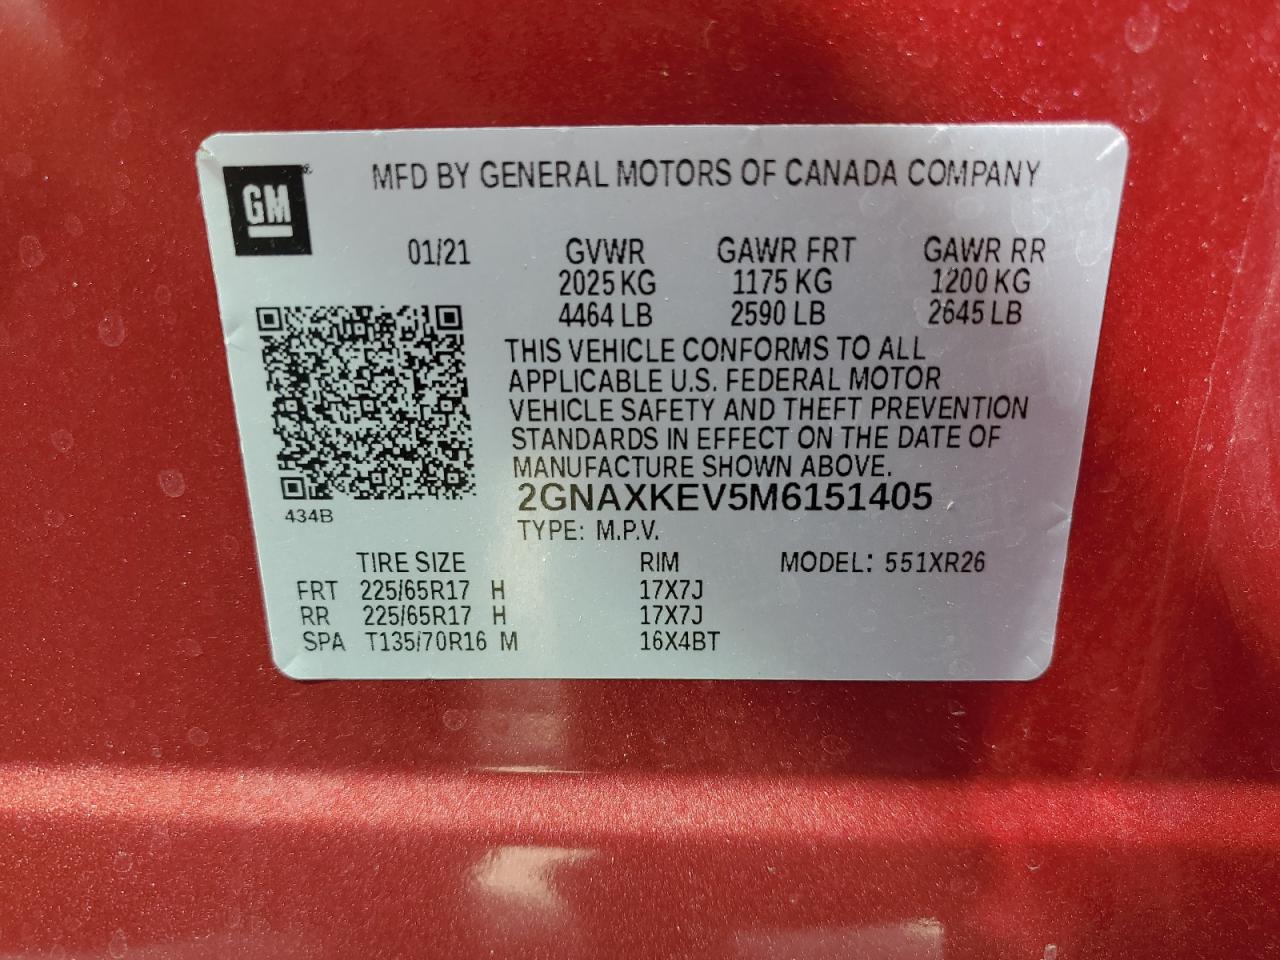 GM®
MFD BY GENERAL MOTORS OF CANADA COMPANY
01/21 GVWR GAWR FRT GAWR RR
2025 KG 1175 KG 1200 KG
4464 LB 2590 LB 2645 LB
THIS VEHICLE CONFORMS TO ALL
APPLICABLE U.S. FEDERAL MOTOR
VEHICLE SAFETY AND THEFT PREVENTION
STANDARDS IN EFFECT ON THE DATE OF
MANUFACTURE SHOWN ABOVE.
2GNAXKEV5M6151405
434B
TYPE: M.P.V.
TIRE SIZE RIM MODEL: 551XR26
FRT 225/65R17 H 17X7J
RR 225/65R17 H 17X7J
SPA T135/70R16 M 16X4BT